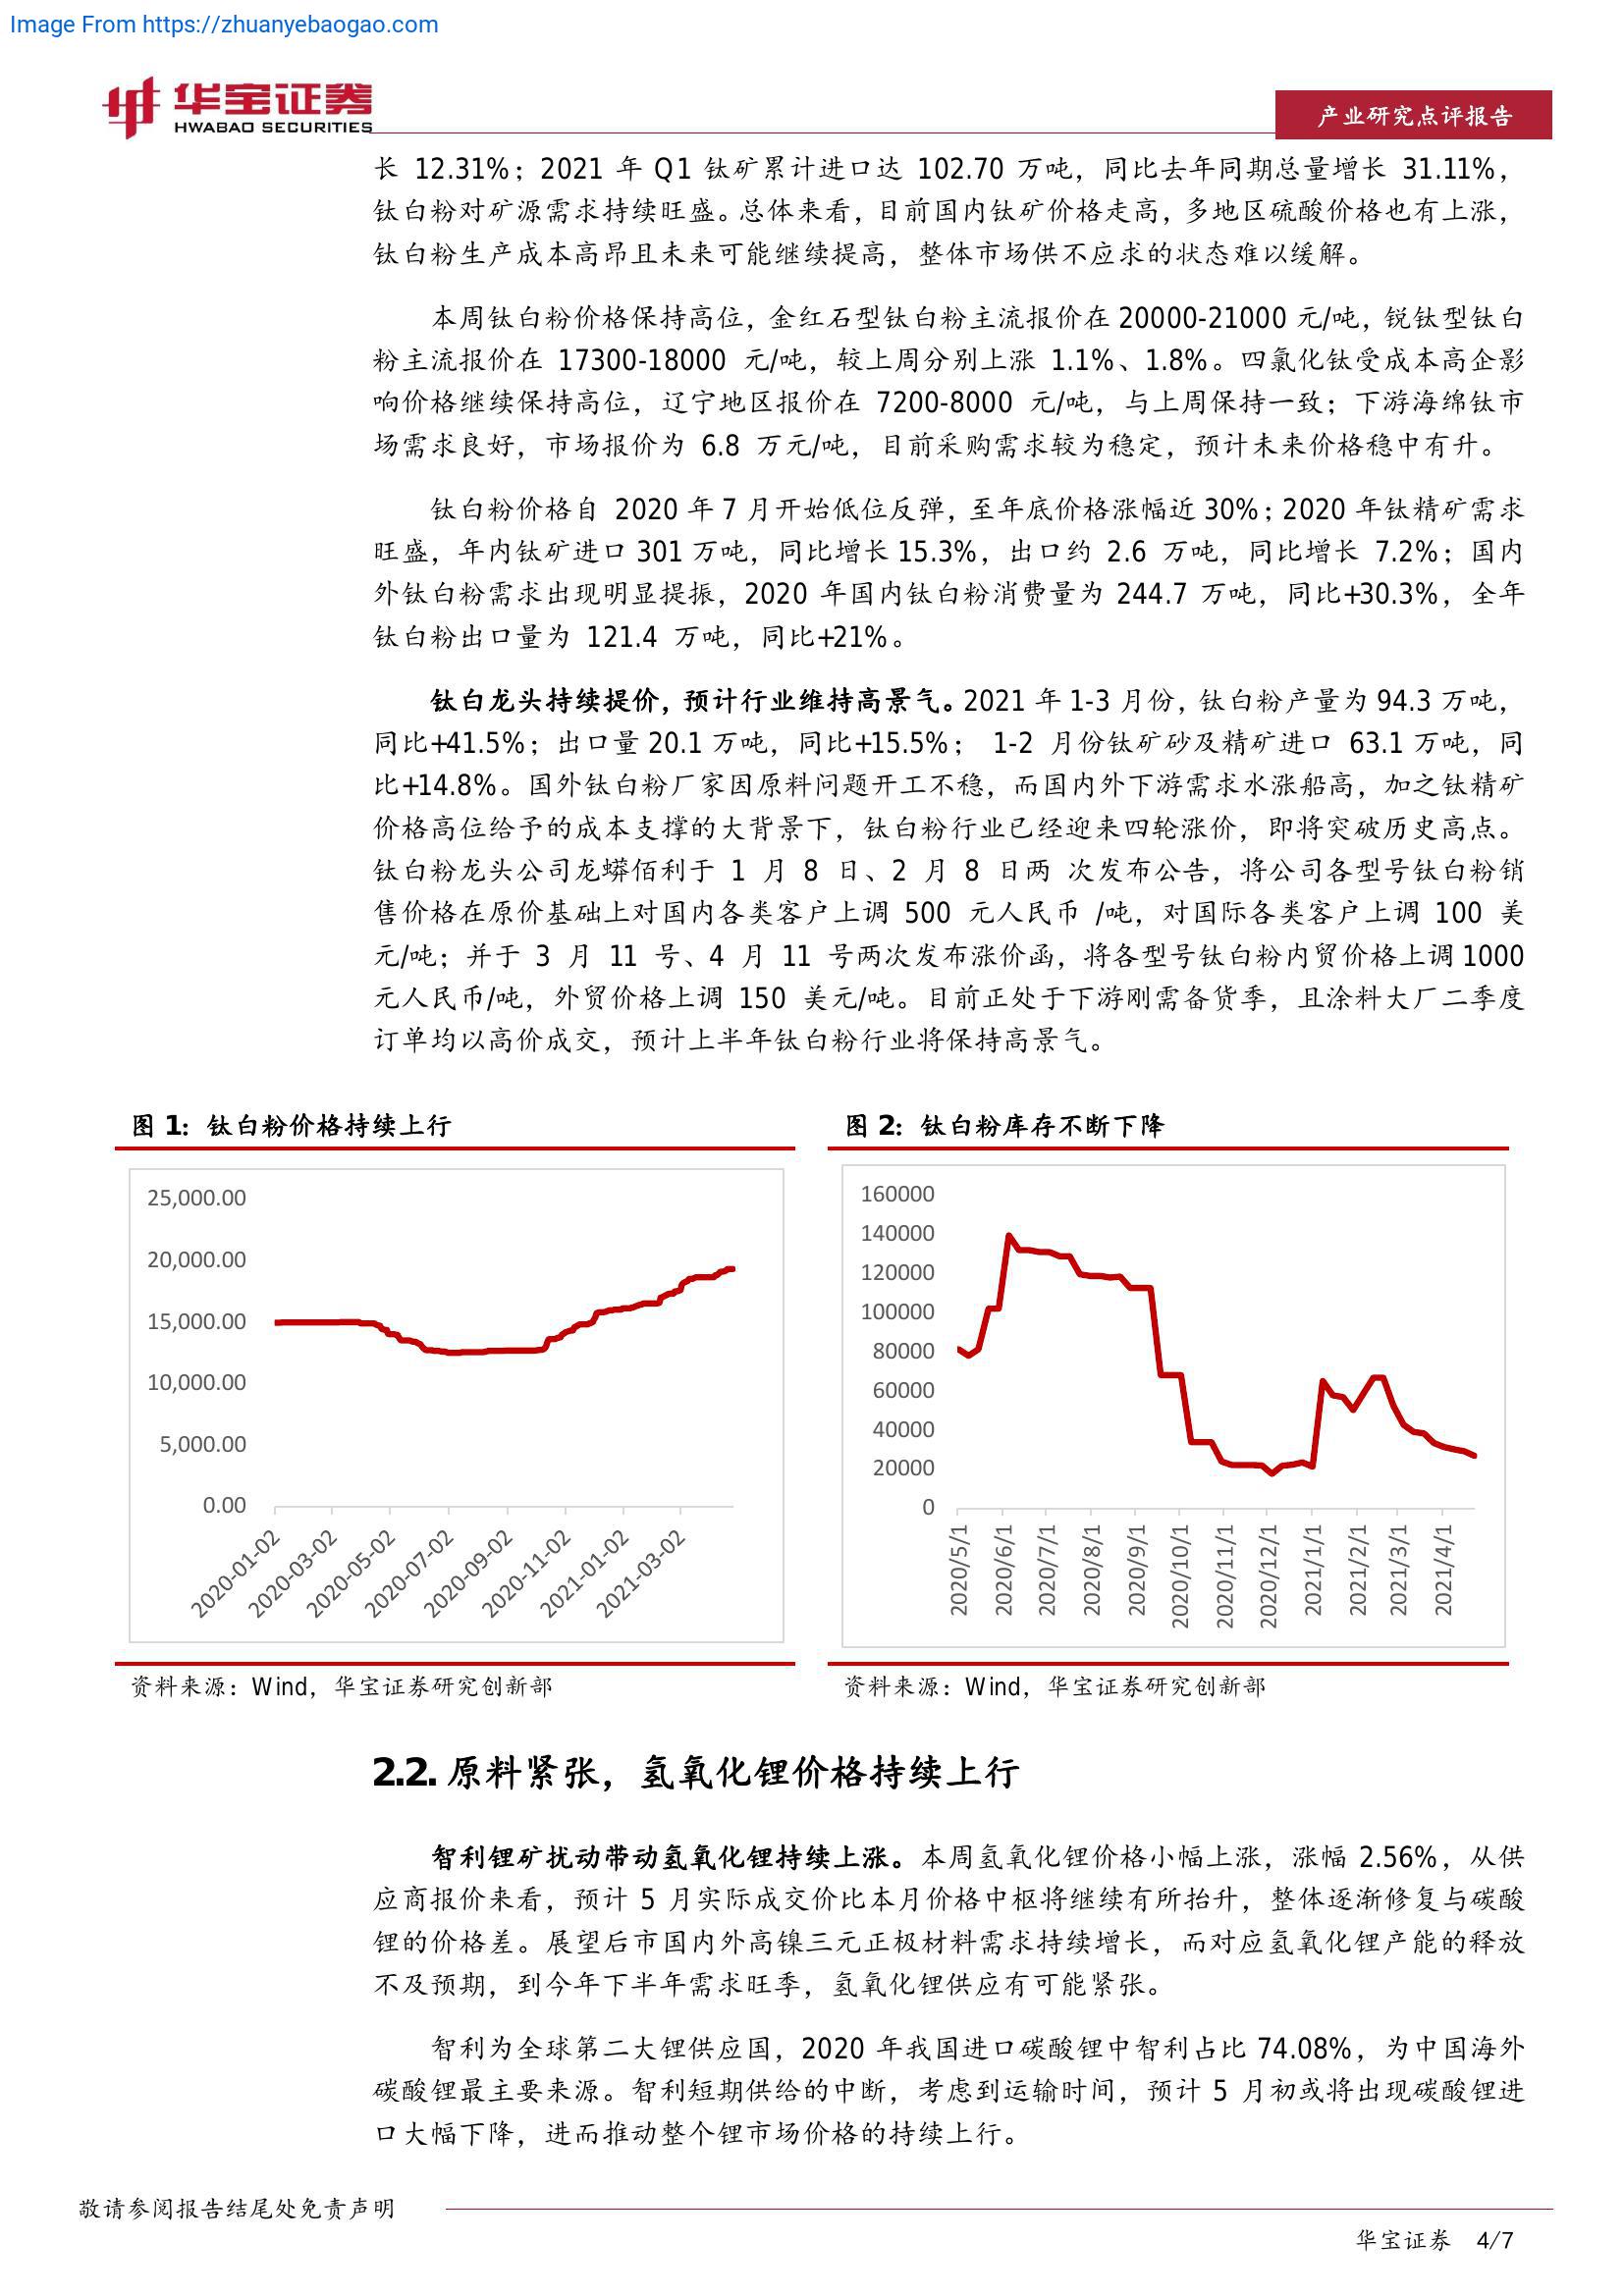 Image From https://zhuanyebaogao.com
华宝证券
HWABAO SECURITIES
产业研究点评报告
长 12.31%；2021 年 Q1 钛矿累计进口达 102.70 万吨，同比去年同期总量增长 31.11%，
钛白粉对矿源需求持续旺盛。总体来看，目前国内钛矿价格走高，多地区硫酸价格也有上涨，
钛白粉生产成本高昂且未来可能继续提高，整体市场供不应求的状态难以缓解。
本周钛白粉价格保持高位，金红石型钛白粉主流报价在 20000-21000 元/吨，锐钛型钛白
粉主流报价在 17300-18000 元/吨，较上周分别上涨 1.1%、1.8%。四氯化钛受成本高企影
响价格继续保持高位，辽宁地区报价在 7200-8000 元/吨，与上周保持一致；下游海绵钛市
场需求良好，市场报价为 6.8 万元/吨，目前采购需求较为稳定，预计未来价格稳中有升。
钛白粉价格自 2020 年 7 月开始低位反弹，至年底价格涨幅近 30%；2020 年钛精矿需求
旺盛，年内钛矿进口 301 万吨，同比增长 15.3%，出口约 2.6 万吨，同比增长 7.2%；国内
外钛白粉需求出现明显提振，2020 年国内钛白粉消费量为 244.7 万吨，同比+30.3%，全年
钛白粉出口量为 121.4 万吨，同比+21%。
钛白龙头持续提价，预计行业维持高景气。2021 年 1-3 月份，钛白粉产量为 94.3 万吨，
同比+41.5%；出口量 20.1 万吨，同比+15.5%； 1-2 月份钛矿砂及精矿进口 63.1 万吨，同
比+14.8%。国外钛白粉厂家因原料问题开工不稳，而国内外下游需求水涨船高，加之钛精矿
价格高位给予的成本支撑的大背景下，钛白粉行业已经迎来四轮涨价，即将突破历史高点。
钛白粉龙头公司龙蟒佰利于 1 月 8 日、2 月 8 日两 次发布公告，将公司各型号钛白粉销
售价格在原价基础上对国内各类客户上调 500 元人民币 /吨，对国际各类客户上调 100 美
元/吨；并于 3 月 11 号、4 月 11 号两次发布涨价函，将各型号钛白粉内贸价格上调 1000
元人民币/吨，外贸价格上调 150 美元/吨。目前正处于下游刚需备货季，且涂料大厂二季度
订单均以高价成交，预计上半年钛白粉行业将保持高景气。
图 1：钛白粉价格持续上行
25,000.00
20,000.00
15,000.00
10,000.00
5,000.00
0.00
2020-01-02
2020-03-02
2020-05-02
2020-07-02
2020-09-02
2020-11-02
2021-01-02
2021-03-02
资料来源：Wind，华宝证券研究创新部
图 2：钛白粉库存不断下降
160000
140000
120000
100000
80000
60000
40000
20000
0
2020/5/1
2020/6/1
2020/7/1
2020/8/1
2020/9/1
2020/10/1
2020/11/1
2020/12/1
2021/1/1
2021/2/1
2021/3/1
2021/4/1
资料来源：Wind，华宝证券研究创新部
2.2. 原料紧张，氢氧化锂价格持续上行
智利锂矿扰动带动氢氧化锂持续上涨。本周氢氧化锂价格小幅上涨，涨幅 2.56%，从供
应商报价来看，预计 5 月实际成交价比本月价格中枢将继续有所抬升，整体逐渐修复与碳酸
锂的价格差。展望后市国内外高镍三元正极材料需求持续增长，而对应氢氧化锂产能的释放
不及预期，到今年下半年需求旺季，氢氧化锂供应有可能紧张。
智利为全球第二大锂供应国，2020 年我国进口碳酸锂中智利占比 74.08%，为中国海外
碳酸锂最主要来源。智利短期供给的中断，考虑到运输时间，预计 5 月初或将出现碳酸锂进
口大幅下降，进而推动整个锂市场价格的持续上行。
敬请参阅报告结尾处免责声明
华宝证券 4/7